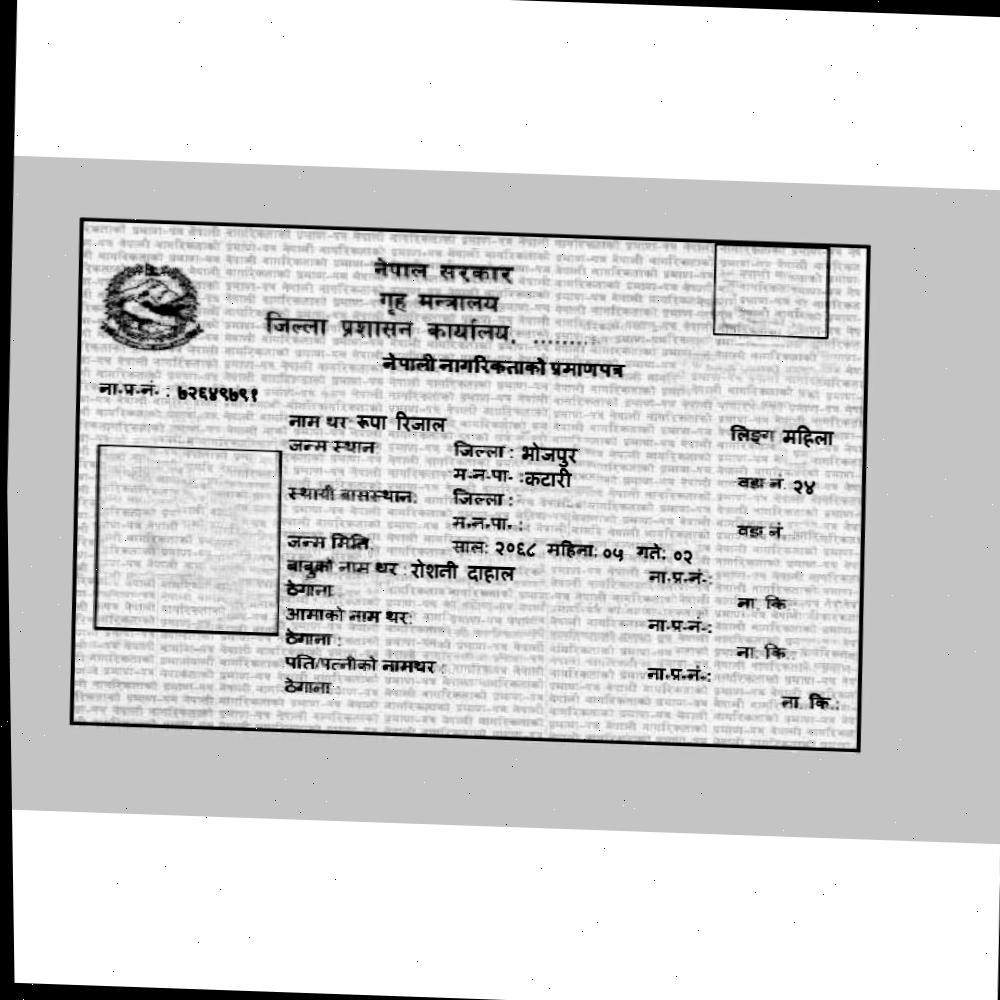 नेपाल सरकार
गृह मन्त्रालय
जिल्ला प्रशासन कार्यालय, .........
नेपाली नागरिकताको प्रमाणपत्र
ना.प्र.नं. : ७२६४९७९१
नाम थर: रूपा रिजाल लिङ्ग महिला
जन्म स्थान: जिल्ला : भोजपुर
म.न.पा. :कटारी वडा नं. २४
स्थायी बासस्थान: जिल्ला :
म.न.पा. : वडा नं.
जन्म मिति: साल: २०६८ महिना: ०५ गते: ०२
बाबुको नाम थर : रोशनी दाहाल ना.प्र.नं.:
ठेगाना ना. कि.
आमाको नाम थर: ना.प्र.नं.:
ठेगाना : ना. कि.:
पति/पत्नीको नामथर : ना.प्र.नं.:
ठेगाना : ना. कि.: